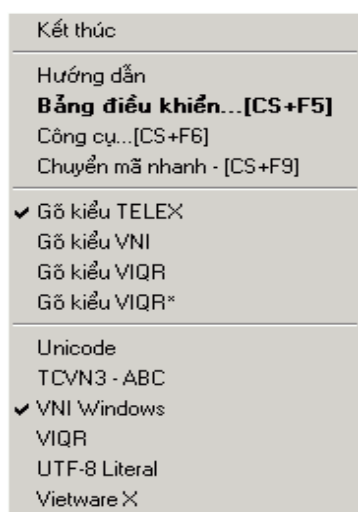 Kết thúc
Hướng dẫn
Bảng điều khiển...[CS+F5]
Công cụ...[CS+F6]
Chuyển mã nhanh - [CS+F9]
Gõ kiểu TELEX
Gõ kiểu VNI
Gõ kiểu VIQR
Gõ kiểu VIQR*
Unicode
TCVN3 - ABC
VNI Windows
VIQR
UTF-8 Literal
Vietware X